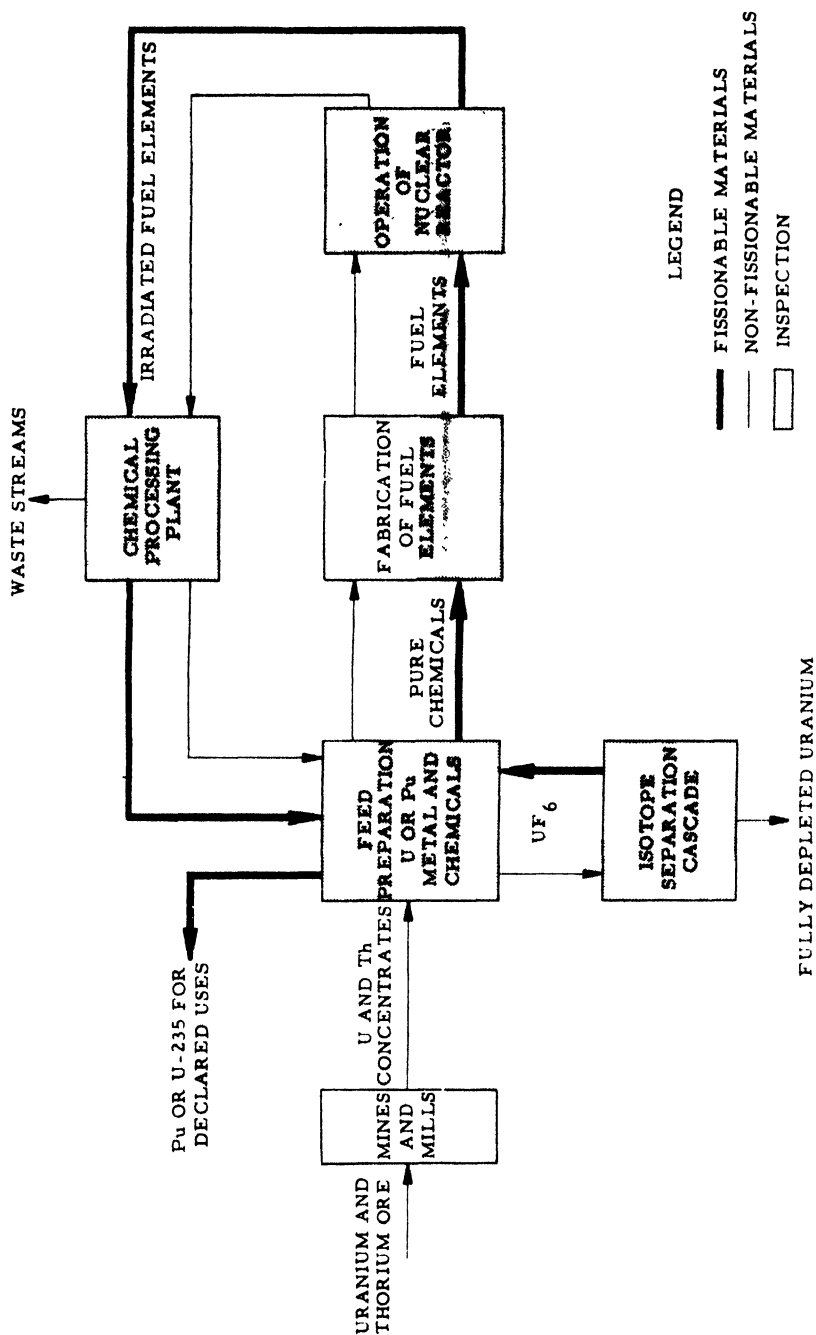 WASTE STREAMS
CHEMICAL
PROCESSING
PLANT
IRRADIATED FUEL ELEMENTS
Pu OR U-235 FOR
DECLARED USES
URANIUM AND
THORIUM ORE
MINES
AND
MILLS
U AND Th
CONCENTRATES
FEED
PREPARATION
U OR Pu
METAL AND
CHEMICALS
PURE
CHEMICALS
FABRICATION
OF FUEL
ELEMENTS
FUEL
ELEMENTS
OPERATION
OF
NUCLEAR
REACTOR
UF6
ISOTOPE
SEPARATION
CASCADE
FULLY DEPLETED URANIUM
LEGEND
FISSIONABLE MATERIALS
NON-FISSIONABLE MATERIALS
INSPECTION